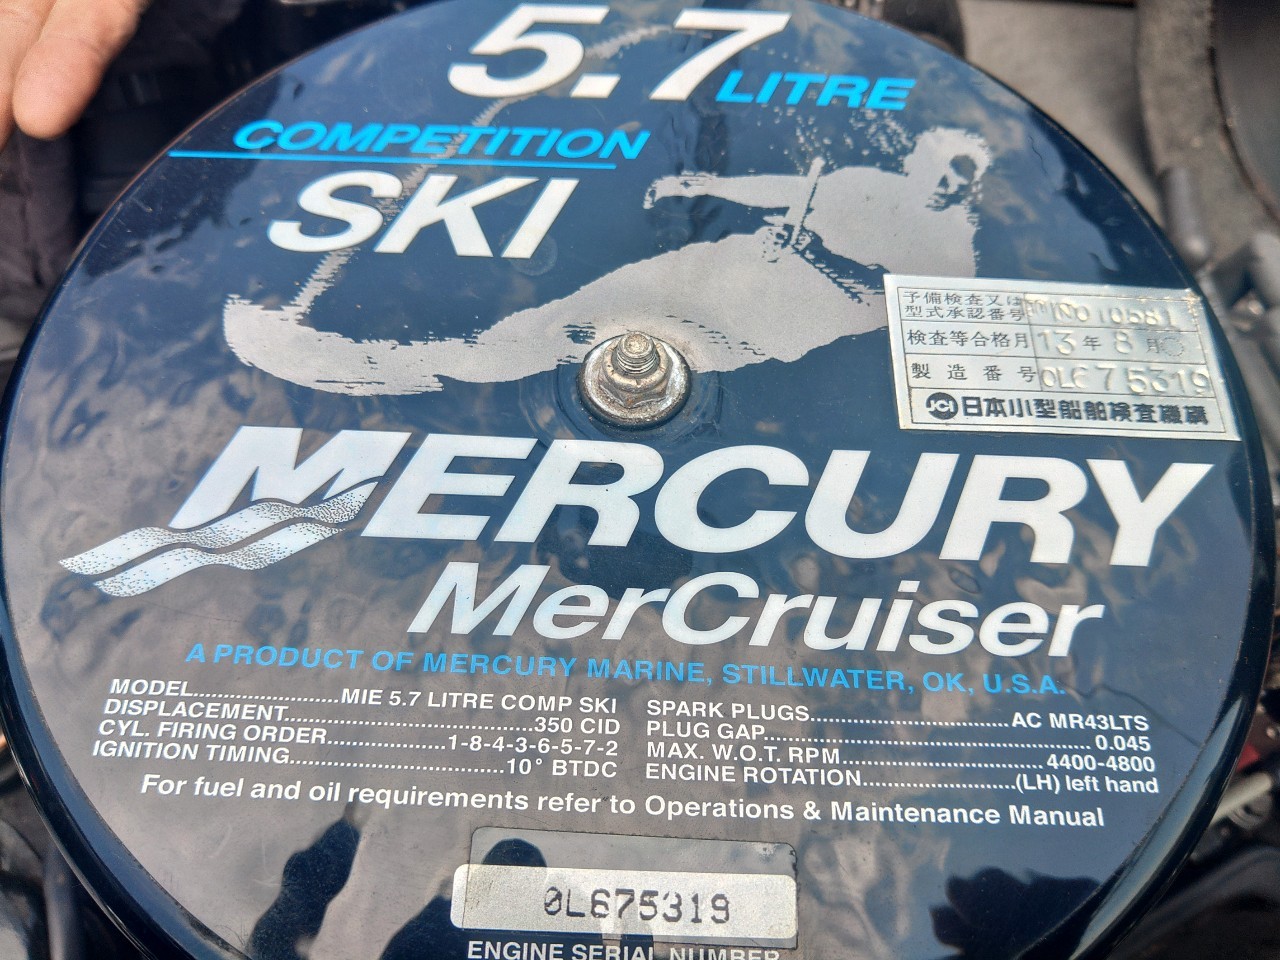 5.7 LITRE
COMPETITION
SKI
予備検査又は
型式承認番号
検査等合格月 13年 8月
製造番号 0L675319
JCI 日本小型船舶検査機構
MERCURY
MerCruiser
A PRODUCT OF MERCURY MARINE, STILLWATER, OK, U.S.A.
MODEL......................MIE 5.7 LITRE COMP SKI
DISPLACEMENT......................................350 CID
CYL. FIRING ORDER..................1-8-4-3-6-5-7-2
IGNITION TIMING.................................10° BTDC
SPARK PLUGS................................AC MR43LTS
PLUG GAP..................................................... 0.045
MAX. W.O.T. RPM................................4400-4800
ENGINE ROTATION........................(LH) left hand
For fuel and oil requirements refer to Operations & Maintenance Manual
0L675319
ENGINE SERIAL NUMBER